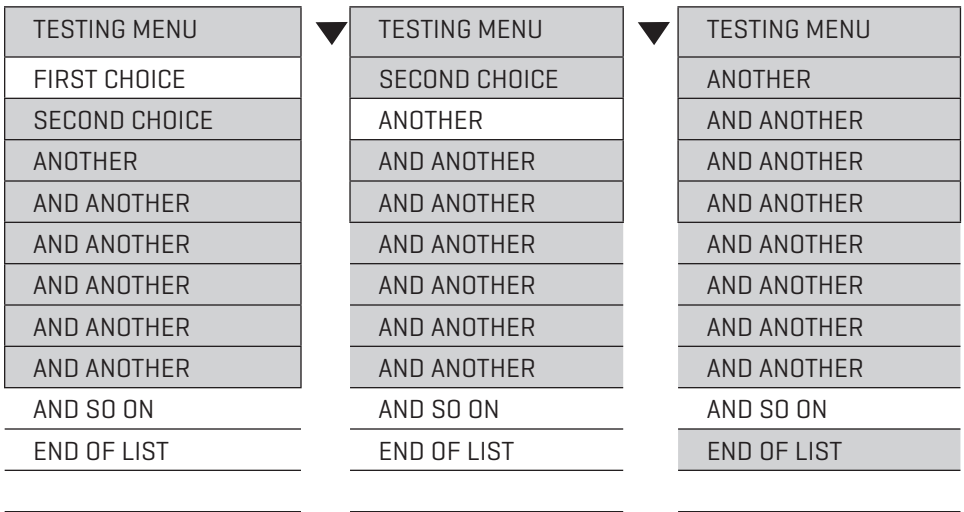 TESTING MENU
FIRST CHOICE
SECOND CHOICE
ANOTHER
AND ANOTHER
AND ANOTHER
AND ANOTHER
AND ANOTHER
AND ANOTHER
AND SO ON
END OF LIST
TESTING MENU
SECOND CHOICE
ANOTHER
AND ANOTHER
AND ANOTHER
AND ANOTHER
AND ANOTHER
AND ANOTHER
AND ANOTHER
AND SO ON
END OF LIST
TESTING MENU
ANOTHER
AND ANOTHER
AND ANOTHER
AND ANOTHER
AND ANOTHER
AND ANOTHER
AND ANOTHER
AND ANOTHER
AND SO ON
END OF LIST